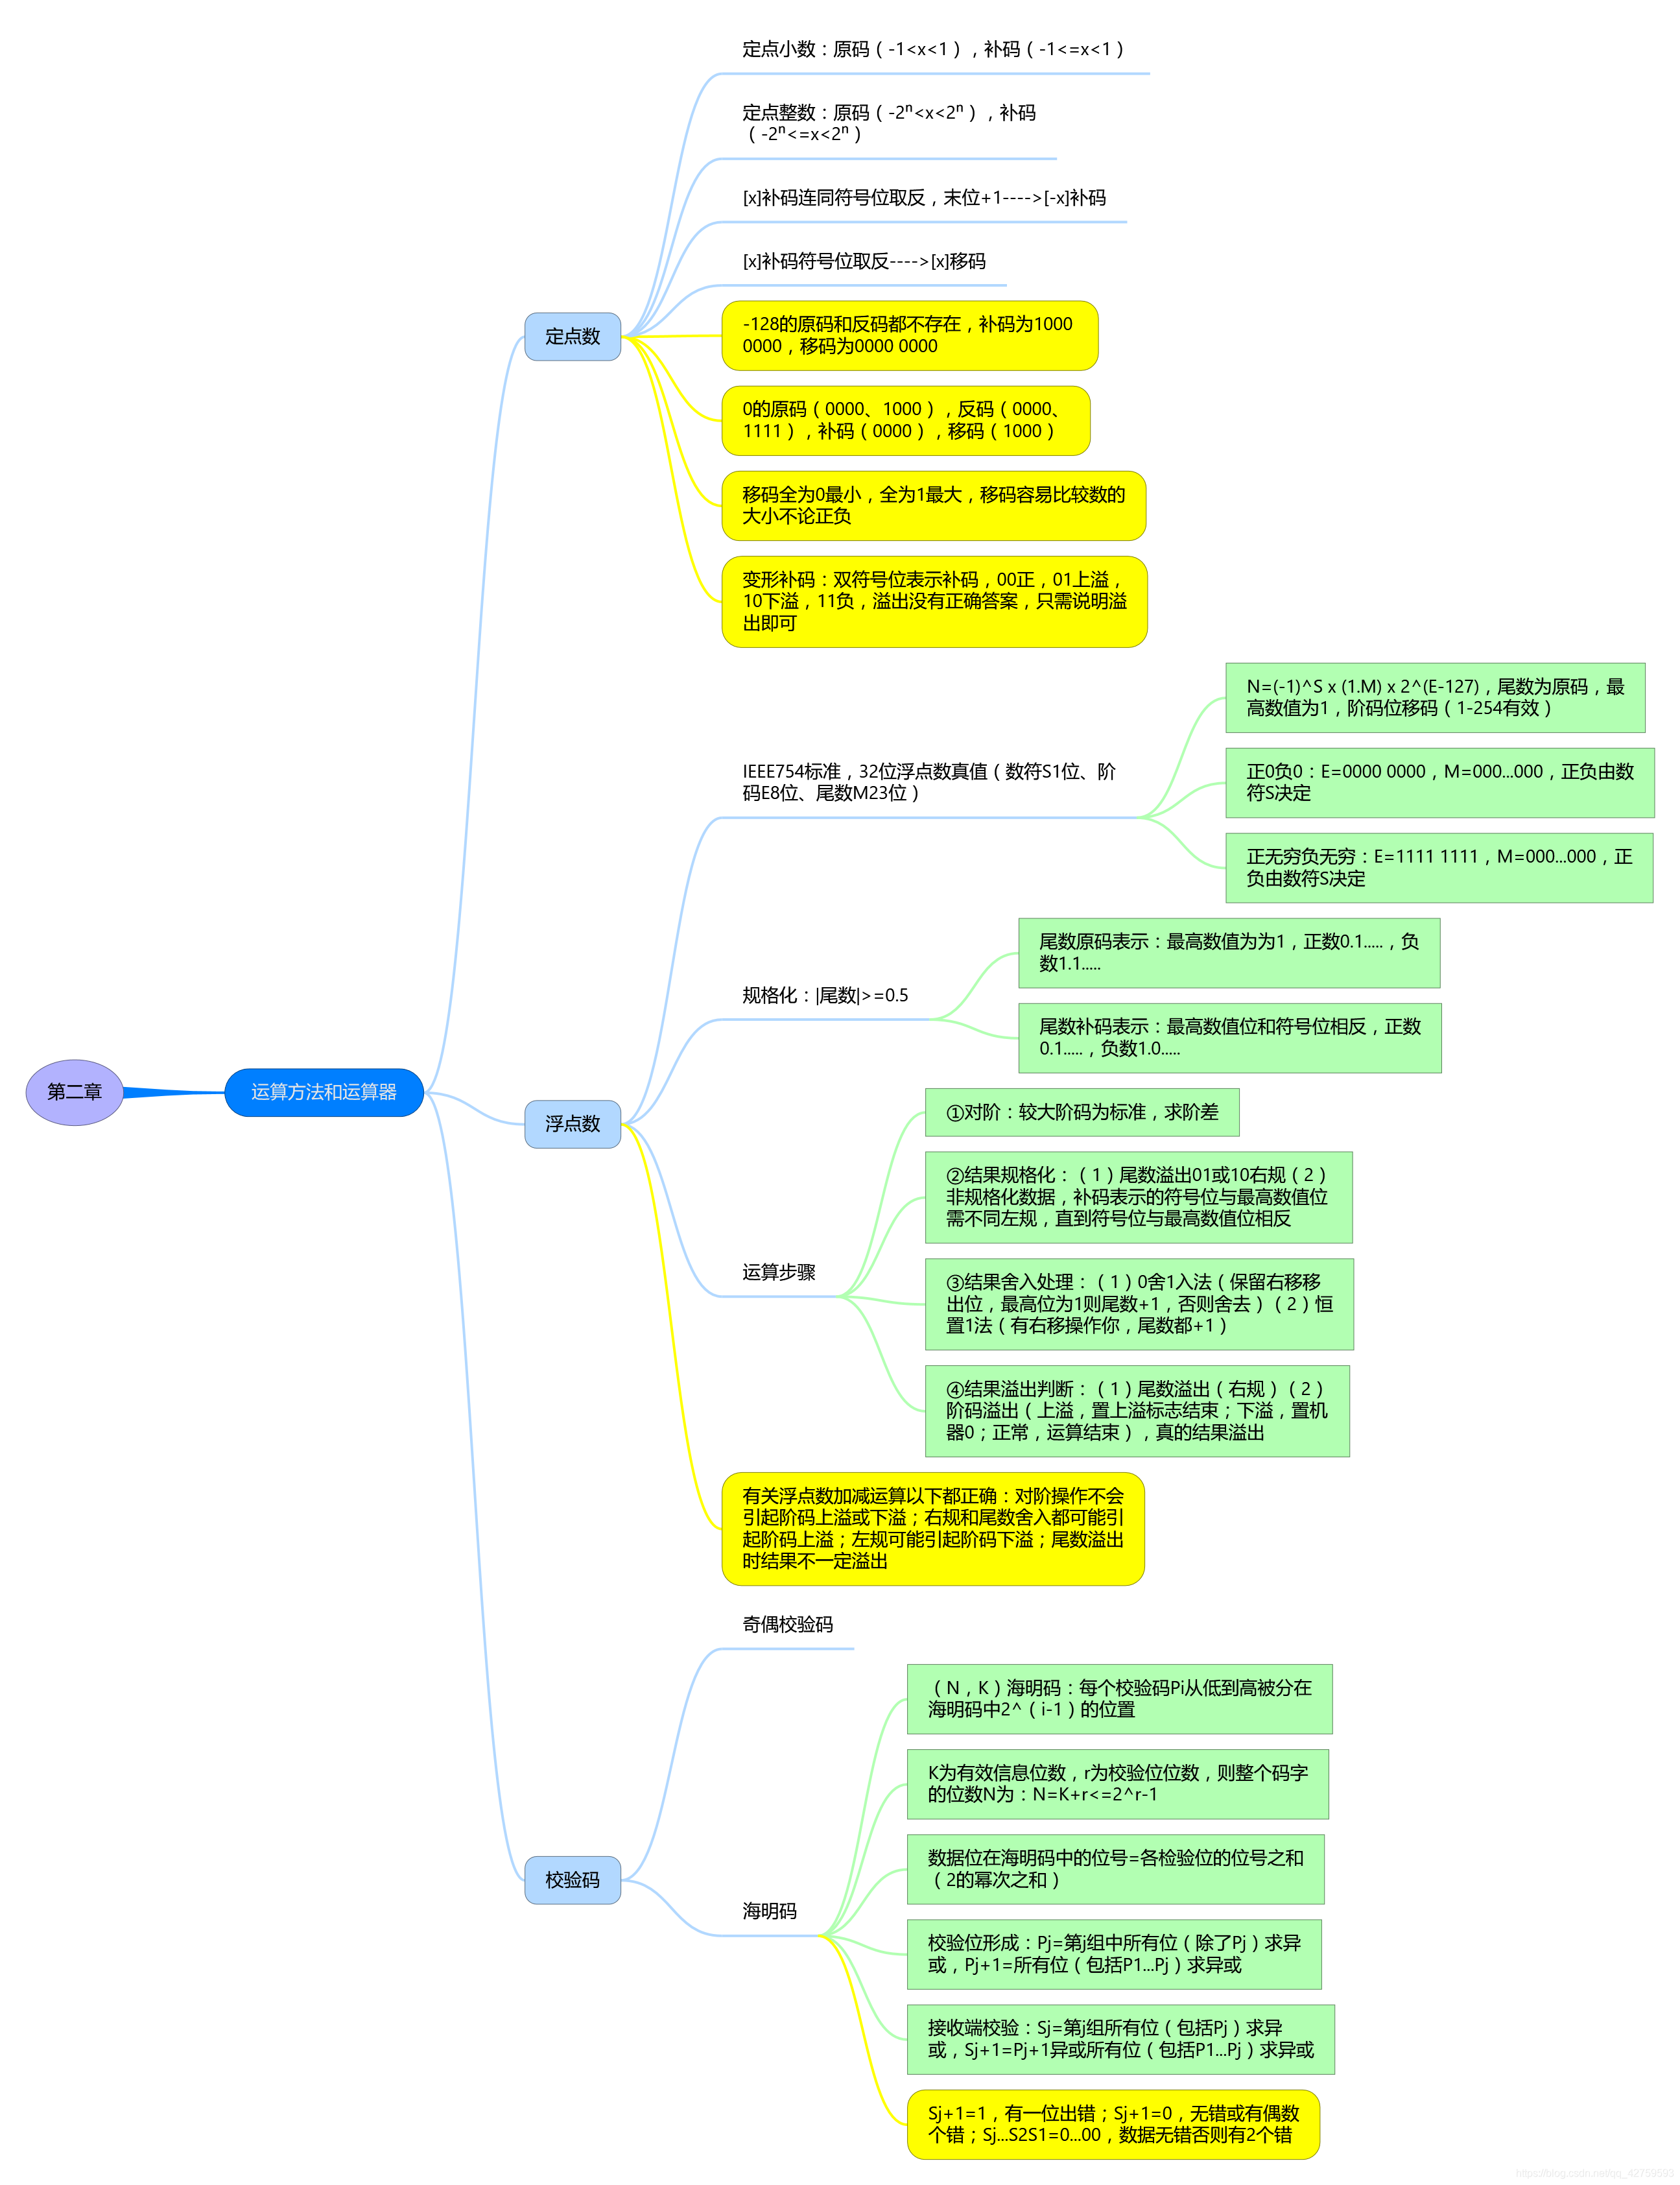 定点小数：原码（-1<x<1），补码（-1<=x<1）
定点整数：原码（-2ⁿ<x<2ⁿ），补码
（-2ⁿ<=x<2ⁿ）
[x]补码连同符号位取反，末位+1---->[-x]补码
[x]补码符号位取反---->[x]移码
定点数
-128的原码和反码都不存在，补码为1000
0000，移码为0000 0000
0的原码（0000、1000），反码（0000、
1111），补码（0000），移码（1000）
移码全为0最小，全为1最大，移码容易比较数的
大小不论正负
变形补码：双符号位表示补码，00正，01上溢，
10下溢，11负，溢出没有正确答案，只需说明溢
出即可
N=(-1)^S x (1.M) x 2^(E-127)，尾数为原码，最
高数值为1，阶码位移码（1-254有效）
IEEE754标准，32位浮点数真值（数符S1位、阶
码E8位、尾数M23位）
正0负0：E=0000 0000，M=000...000，正负由数
符S决定
正无穷负无穷：E=1111 1111，M=000...000，正
负由数符S决定
尾数原码表示：最高数值为为1，正数0.1.....，负
数1.1.....
规格化：|尾数|>=0.5
尾数补码表示：最高数值位和符号位相反，正数
0.1.....，负数1.0.....
第二章
运算方法和运算器
浮点数
①对阶：较大阶码为标准，求阶差
②结果规格化：（1）尾数溢出01或10右规（2）
非规格化数据，补码表示的符号位与最高数值位
需不同左规，直到符号位与最高数值位相反
运算步骤
③结果舍入处理：（1）0舍1入法（保留右移移
出位，最高位为1则尾数+1，否则舍去）（2）恒
置1法（有右移操作你，尾数都+1）
④结果溢出判断：（1）尾数溢出（右规）（2）
阶码溢出（上溢，置上溢标志结束；下溢，置机
器0；正常，运算结束），真的结果溢出
有关浮点数加减运算以下都正确：对阶操作不会
引起阶码上溢或下溢；右规和尾数舍入都可能引
起阶码上溢；左规可能引起阶码下溢；尾数溢出
时结果不一定溢出
奇偶校验码
（N，K）海明码：每个校验码Pi从低到高被分在
海明码中2^（i-1）的位置
K为有效信息位数，r为校验位位数，则整个码字
的位数N为：N=K+r<=2^r-1
校验码
数据位在海明码中的位号=各检验位的位号之和
（2的幂次之和）
海明码
校验位形成：Pj=第j组中所有位（除了Pj）求异
或，Pj+1=所有位（包括P1...Pj）求异或
接收端校验：Sj=第j组所有位（包括Pj）求异
或，Sj+1=Pj+1异或所有位（包括P1...Pj）求异或
Sj+1=1，有一位出错；Sj+1=0，无错或有偶数
个错；Sj...S2S1=0...00，数据无错否则有2个错
https://blog.csdn.net/qq_42759693